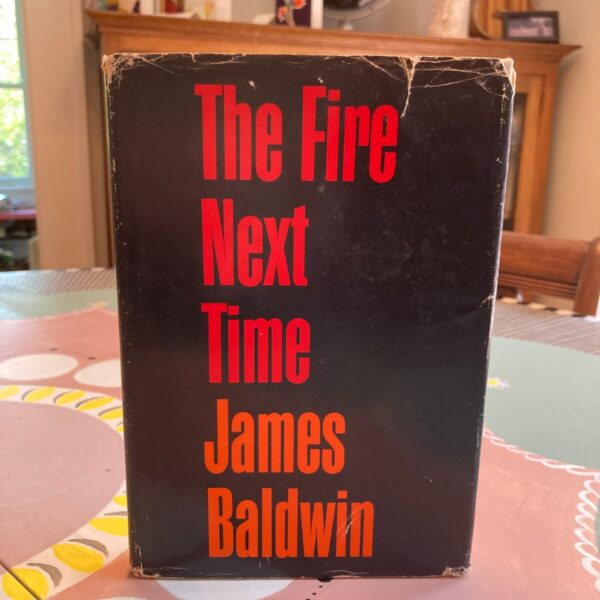 The Fire
Next
Time
James
Baldwin